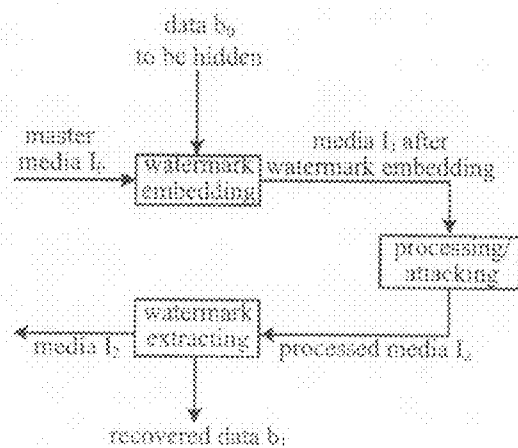 data b₀
to be hidden
master
media I₀
watermark
embedding
media I₁ after
watermark embedding
processing/
attacking
watermark
extracting
media I₂
processed media
recovered data b₁